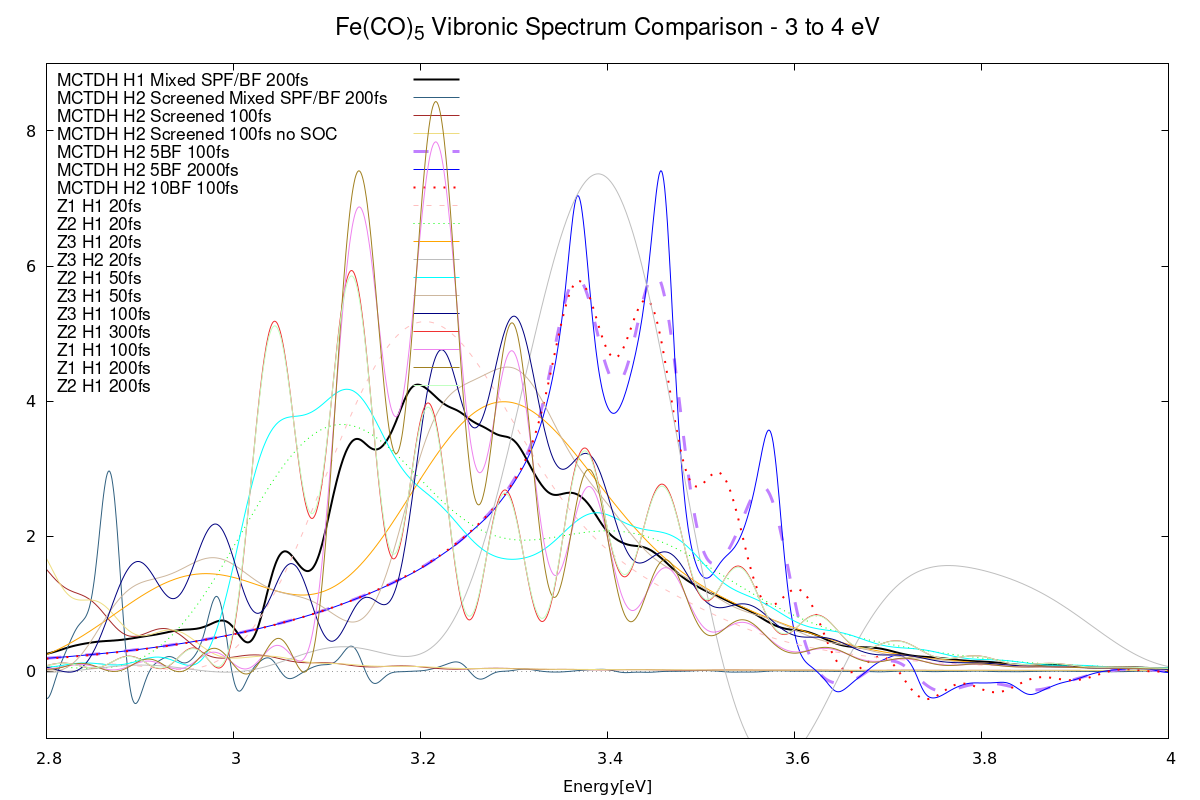 Fe(CO)5 Vibronic Spectrum Comparison - 3 to 4 eV
MCTDH H1 Mixed SPF/BF 200fs
MCTDH H2 Screened Mixed SPF/BF 200fs
MCTDH H2 Screened 100fs
MCTDH H2 Screened 100fs no SOC
MCTDH H2 5BF 100fs
MCTDH H2 5BF 2000fs
MCTDH H2 10BF 100fs
Z1 H1 20fs
Z2 H1 20fs
Z3 H1 20fs
Z3 H2 20fs
Z2 H1 50fs
Z3 H1 50fs
Z3 H1 100fs
Z2 H1 300fs
Z1 H1 100fs
Z1 H1 200fs
Z2 H1 200fs
8
6
4
2
0
2.8 3 3.2 3.4 3.6 3.8 4
Energy[eV]